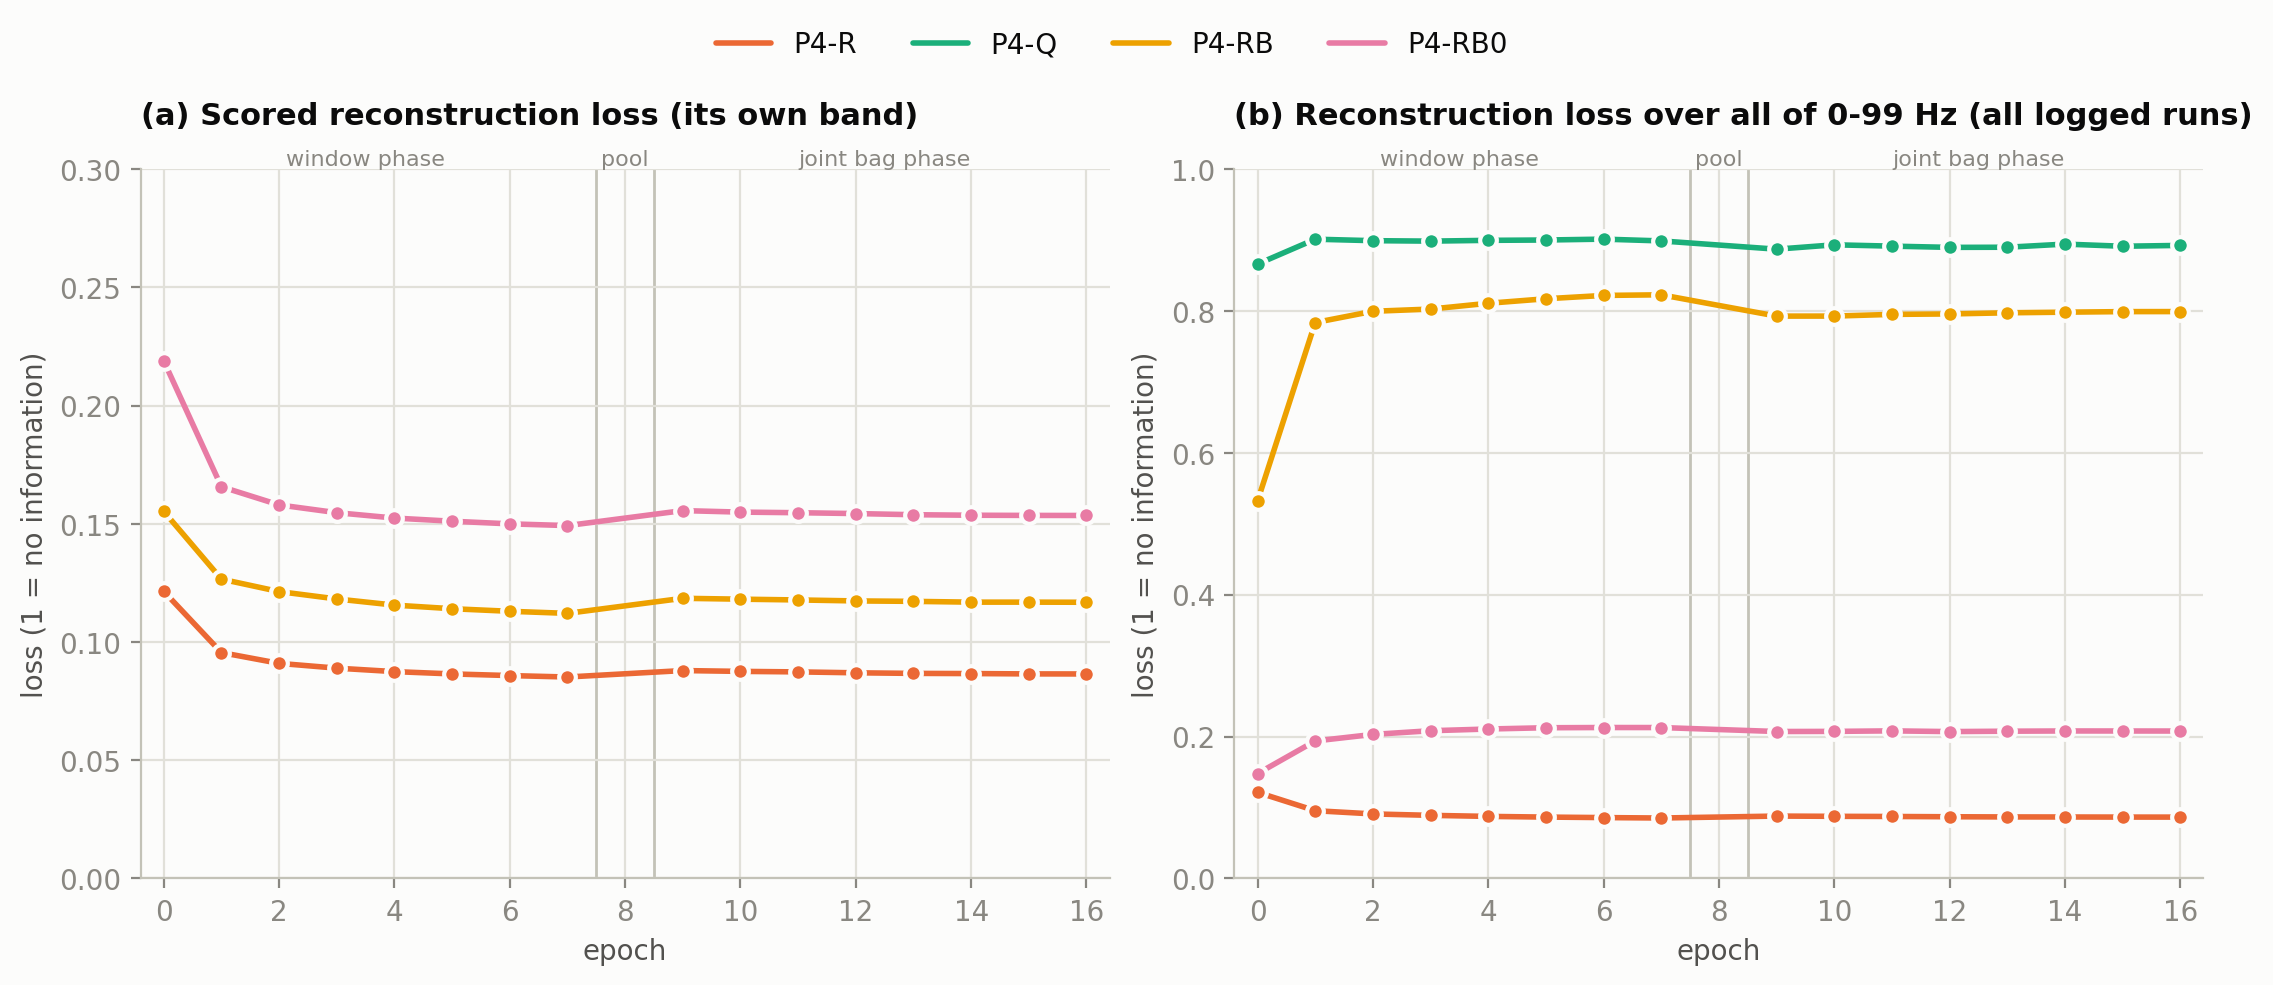 P4-R P4-Q P4-RB P4-RB0
(a) Scored reconstruction loss (its own band)
window phase pool joint bag phase
0.30
0.25
0.20
0.15
0.10
0.05
0.00
loss (1 = no information)
0 2 4 6 8 10 12 14 16
epoch
(b) Reconstruction loss over all of 0-99 Hz (all logged runs)
window phase pool joint bag phase
1.0
0.8
0.6
0.4
0.2
0.0
loss (1 = no information)
0 2 4 6 8 10 12 14 16
epoch